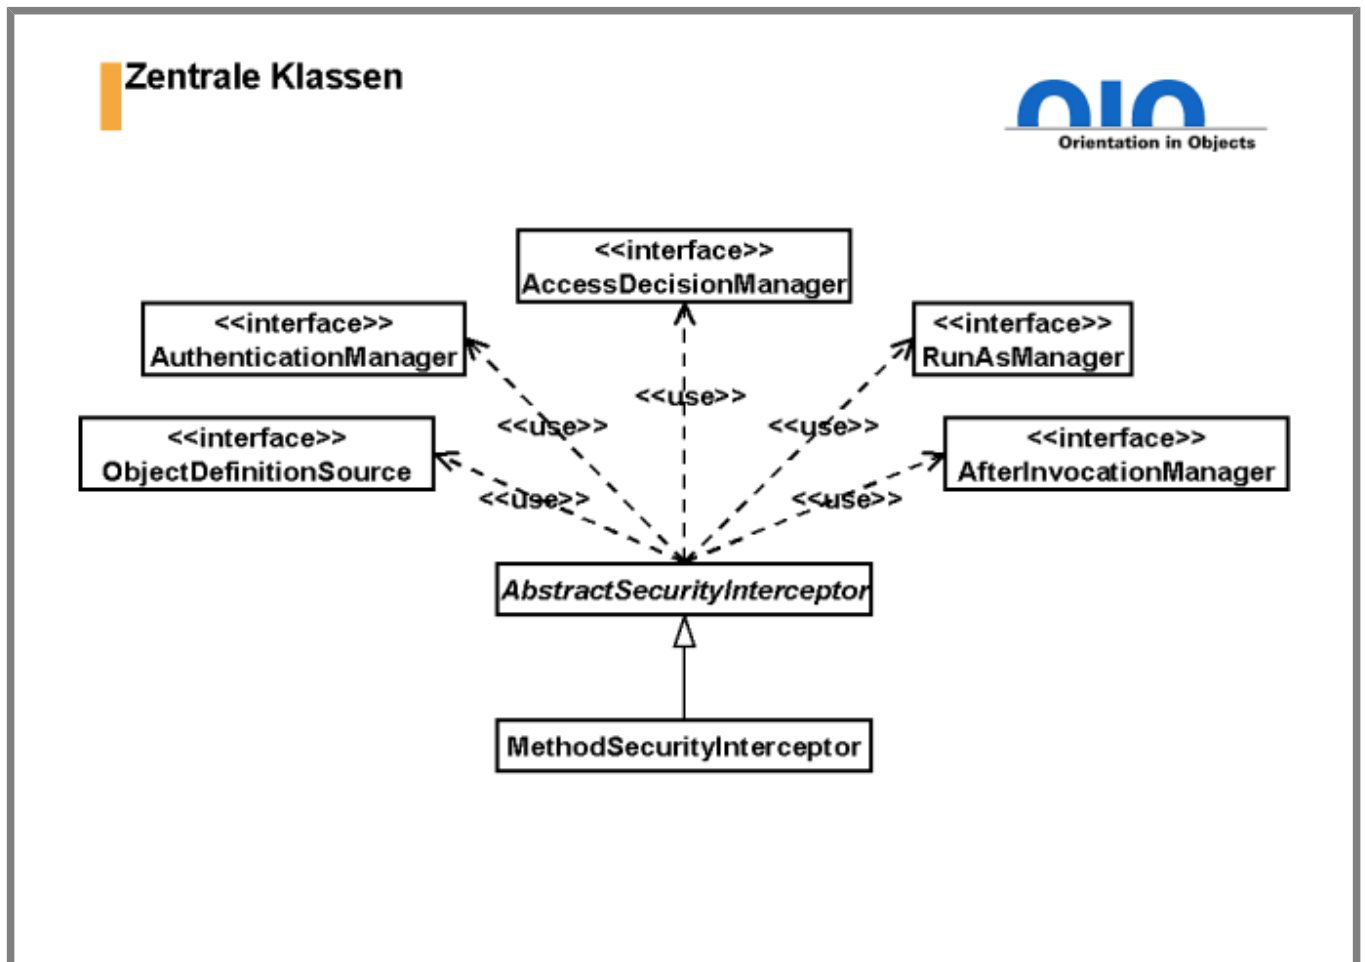 Zentrale Klassen
OIO
Orientation in Objects
<<interface>>
AccessDecisionManager
<<interface>>
AuthenticationManager
<<interface>>
RunAsManager
<<use>>
<<use>>
<<use>>
<<interface>>
ObjectDefinitionSource
<<interface>>
AfterInvocationManager
<<use>>
<<use>>
AbstractSecurityInterceptor
MethodSecurityInterceptor